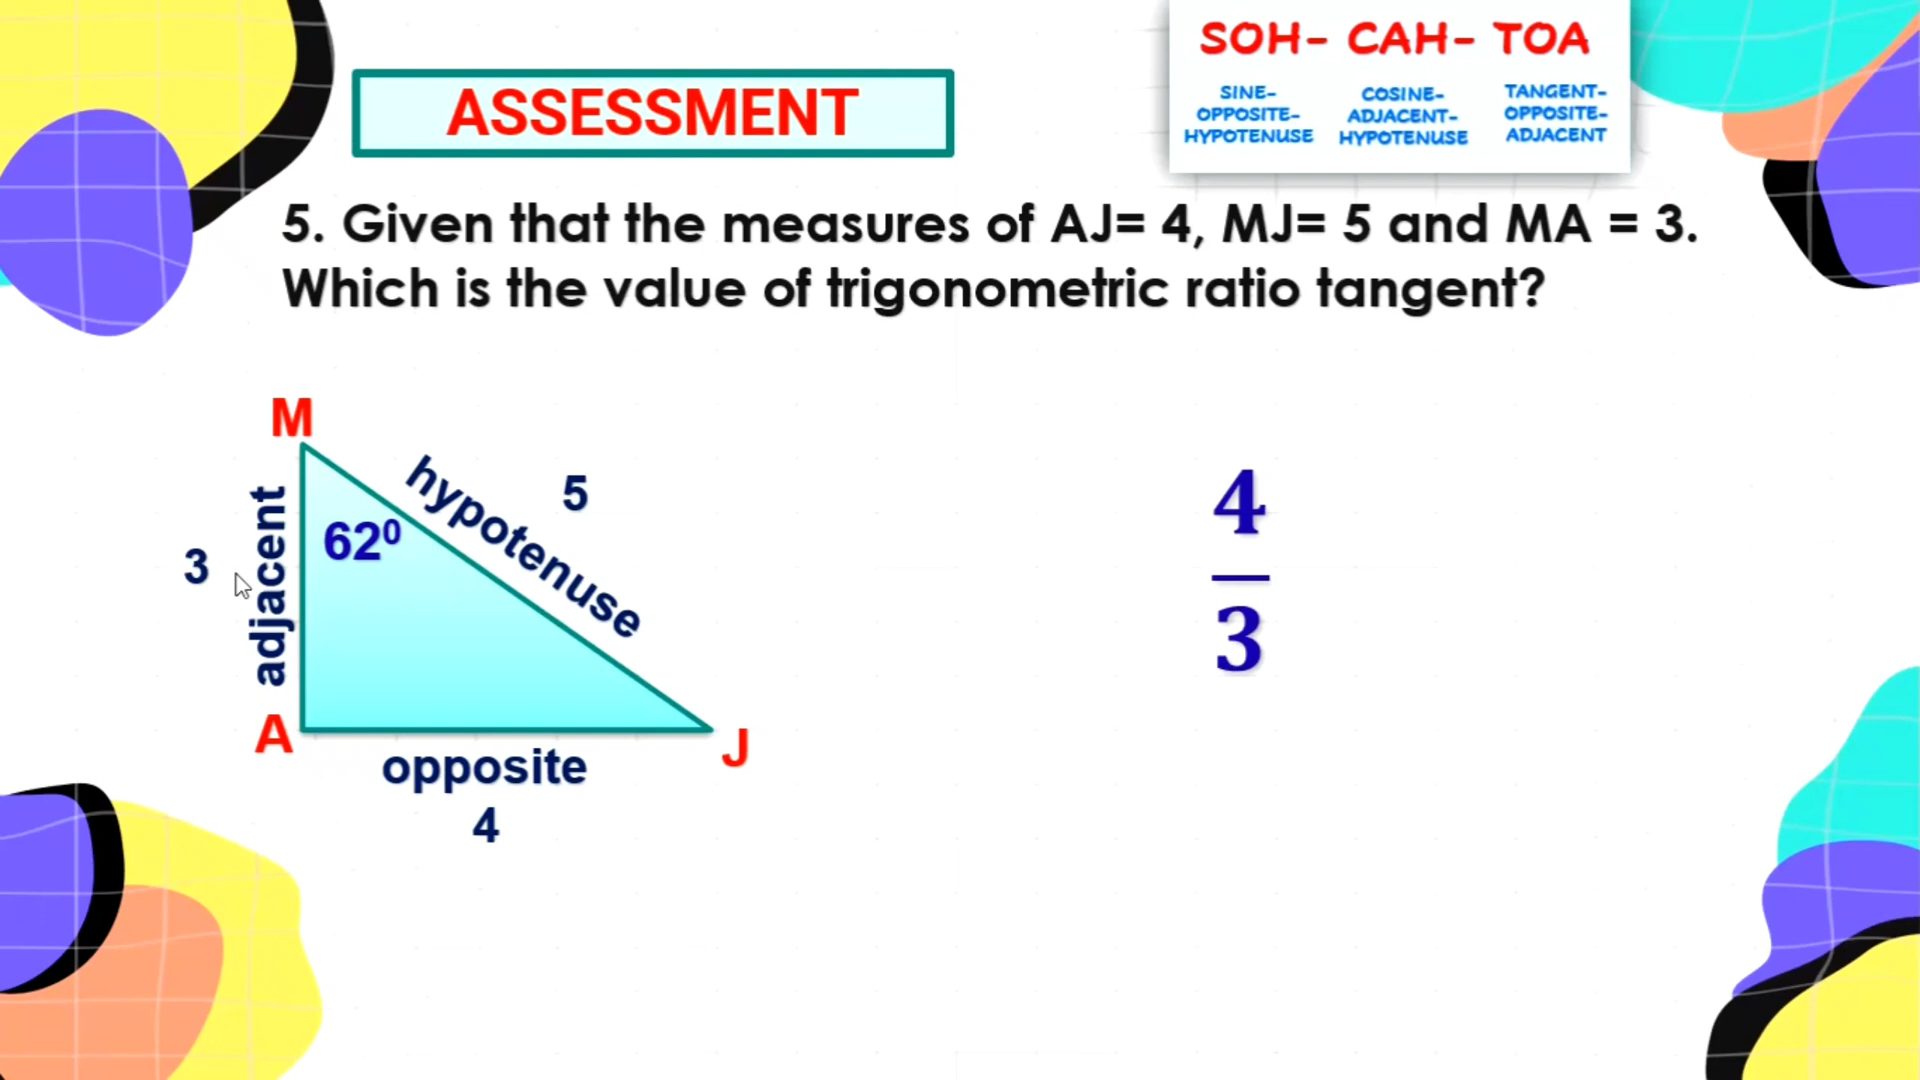 SOH- CAH- TOA
SINE-
OPPOSITE-
HYPOTENUSE
COSINE-
ADJACENT-
HYPOTENUSE
TANGENT-
OPPOSITE-
ADJACENT
ASSESSMENT
5. Given that the measures of AJ= 4, MJ= 5 and MA = 3.
Which is the value of trigonometric ratio tangent?
M
hypotenuse
5
62⁰
3
adjacent
A
J
opposite
4
4
3